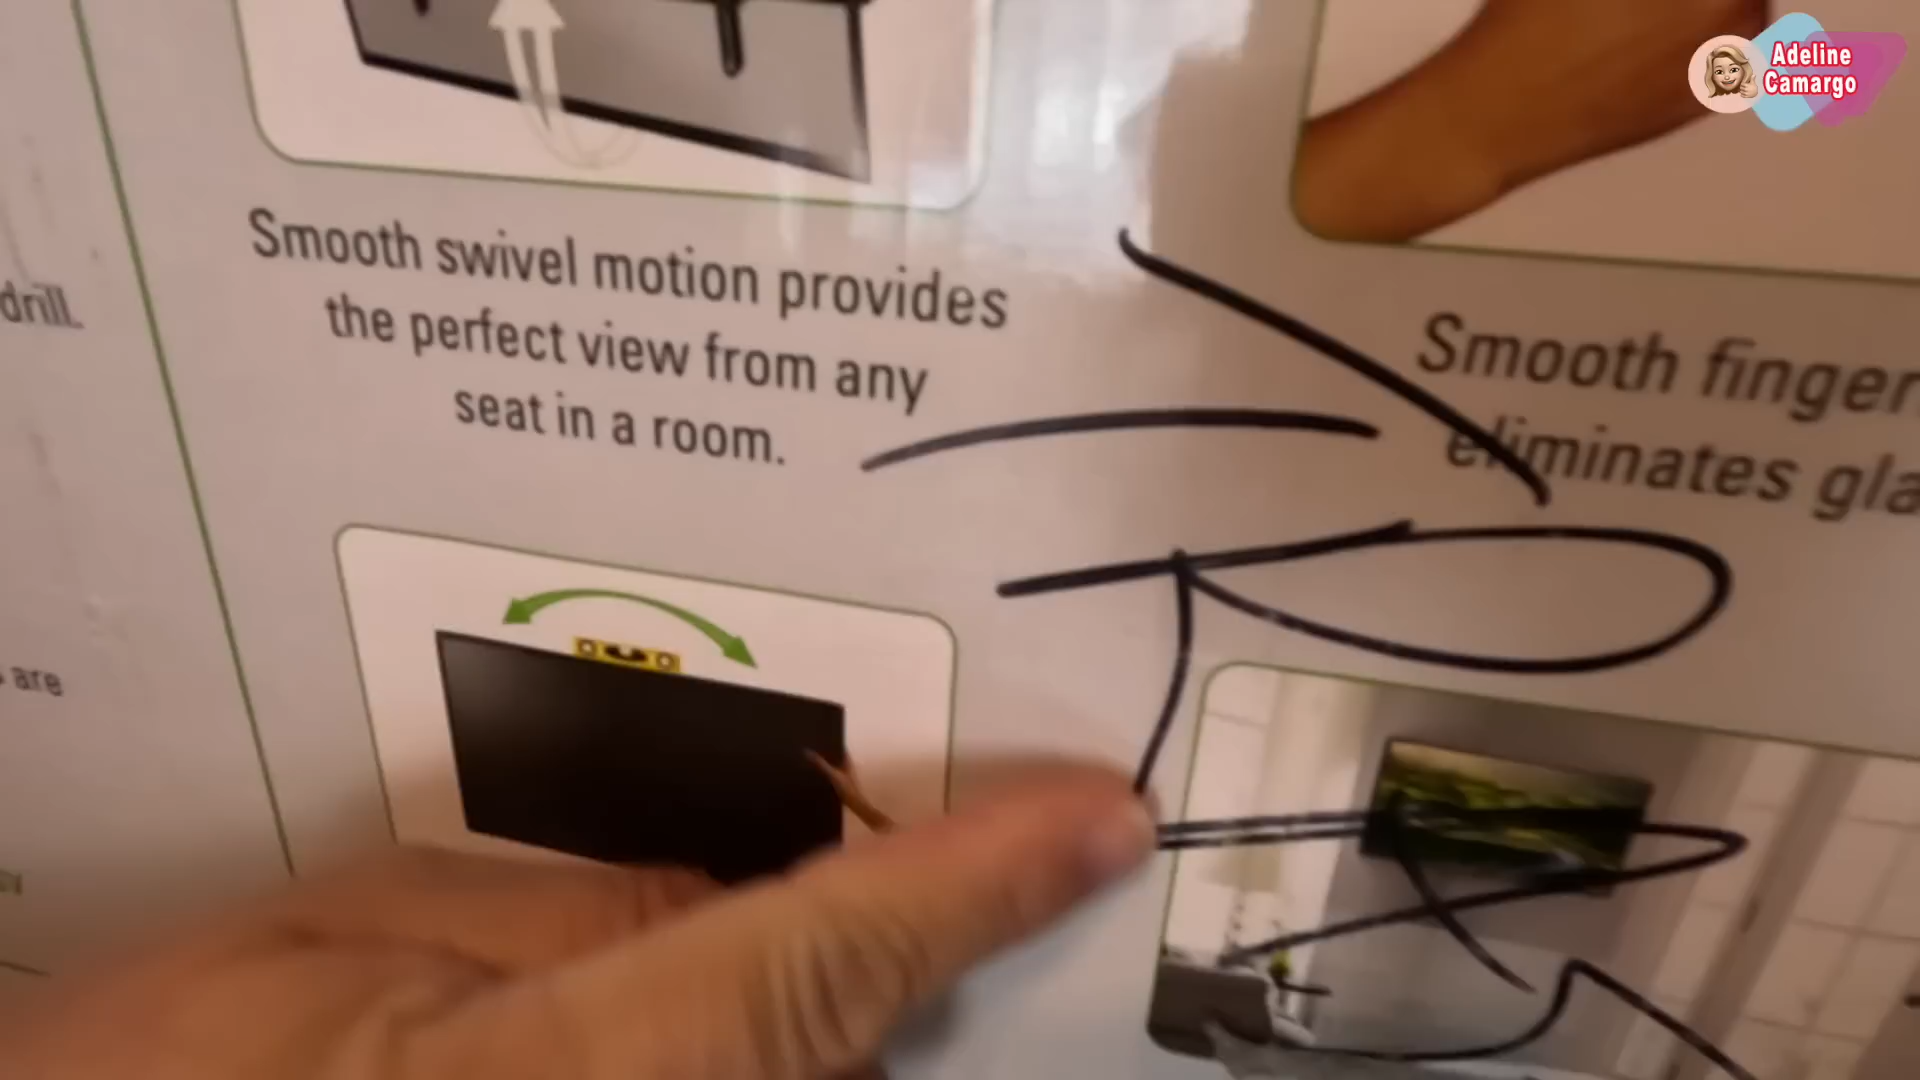 Adeline
Camargo
drill.
Smooth swivel motion provides
the perfect view from any
seat in a room.
Smooth finger
eliminates gla
are